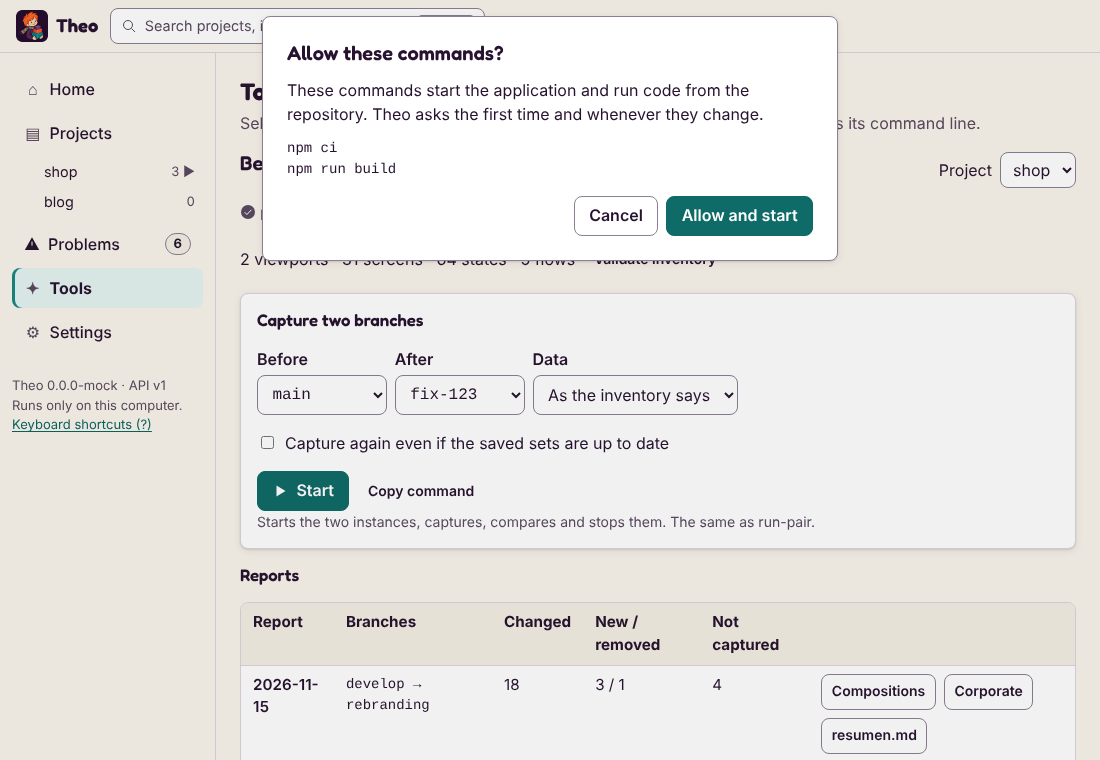 Theo
Search projects, i
Allow these commands?
These commands start the application and run code from the
repository. Theo asks the first time and whenever they change.
npm ci
npm run build
Cancel
Allow and start
Home
Projects
shop 3
blog 0
Problems 6
Tools
Settings
Theo 0.0.0-mock · API v1
Runs only on this computer.
Keyboard shortcuts (?)
s its command line.
Project shop
Capture two branches
Before After Data
main fix-123 As the inventory says
Capture again even if the saved sets are up to date
Start Copy command
Starts the two instances, captures, compares and stops them. The same as run-pair.
Reports
Report Branches Changed New / removed Not captured
2026-11-15 develop → rebranding 18 3 / 1 4 Compositions Corporate
resumen.md